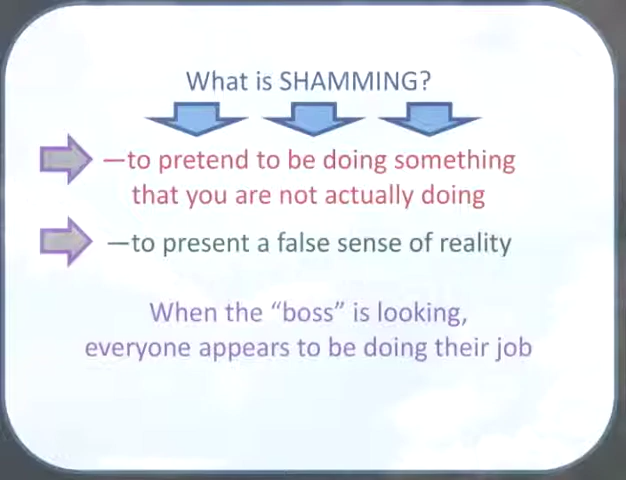 What is SHAMMING?
—to pretend to be doing something
that you are not actually doing
—to present a false sense of reality
When the “boss” is looking,
everyone appears to be doing their job